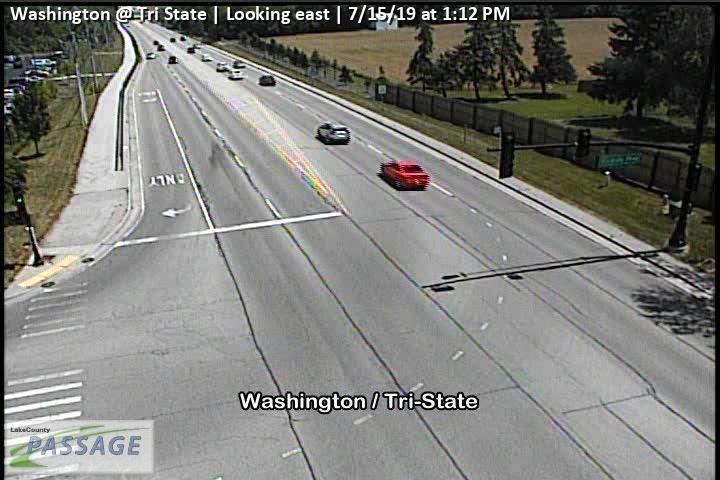 Washington @ Tri State | Looking east | 7/15/19 at 1:12 PM
ONLY
Washington / Tri-State
LakeCounty
PASSAGE